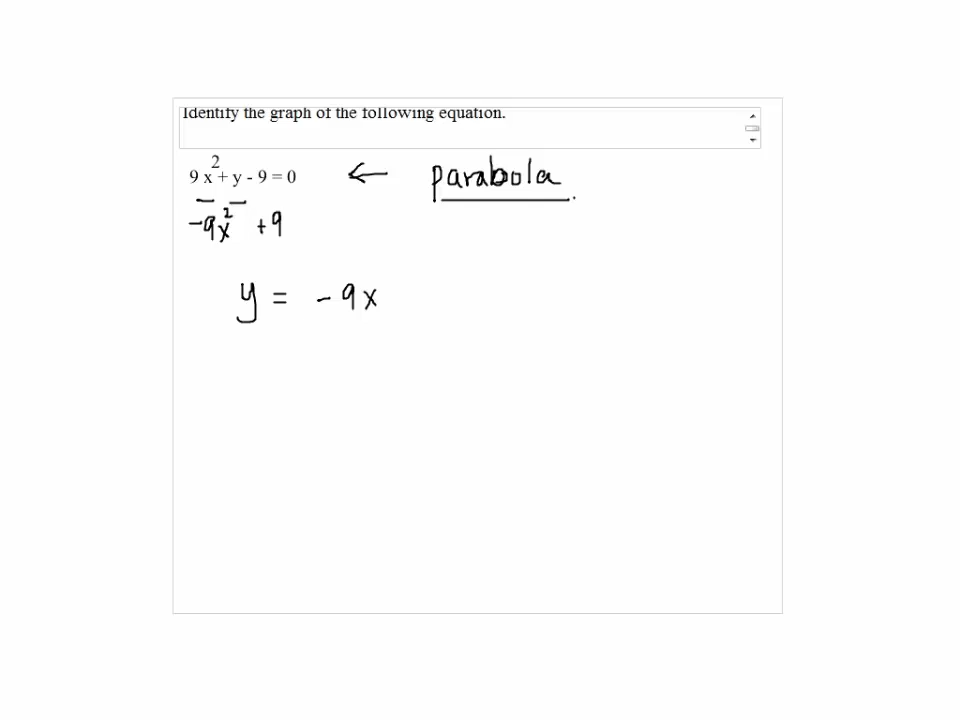 Identify the graph of the following equation.
9 x² + y - 9 = 0 ← parabola.
-9x² +9
y = -9x